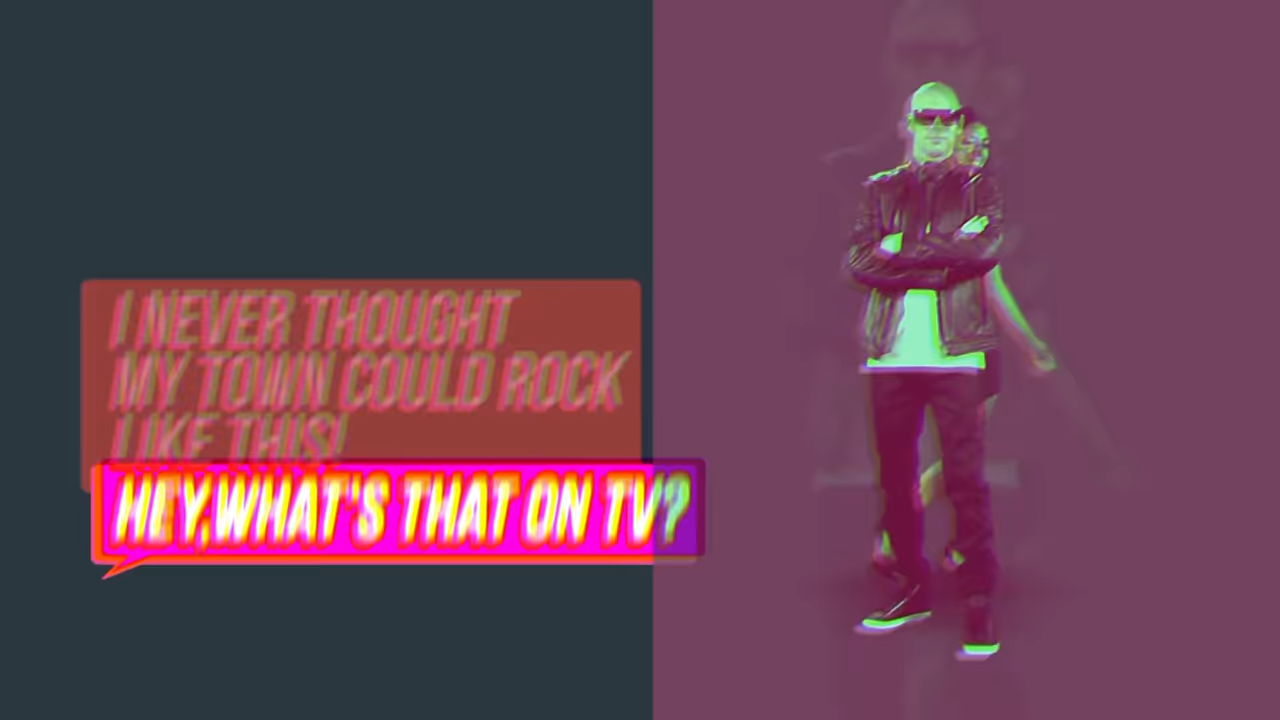 I NEVER THOUGHT
MY TOWN COULD ROCK
LIKE THIS!
HEY,WHAT'S THAT ON TV?